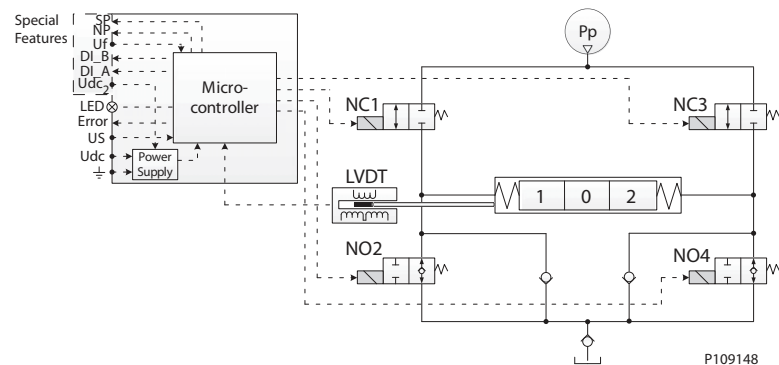 Special
Features
SP
NP
Uf
DI_B
DI_A
Udc2
LED
Error
US
Udc
Micro-
controller
Power
Supply
Pp
NC1
NC3
LVDT
1 0 2
NO2
NO4
P109148